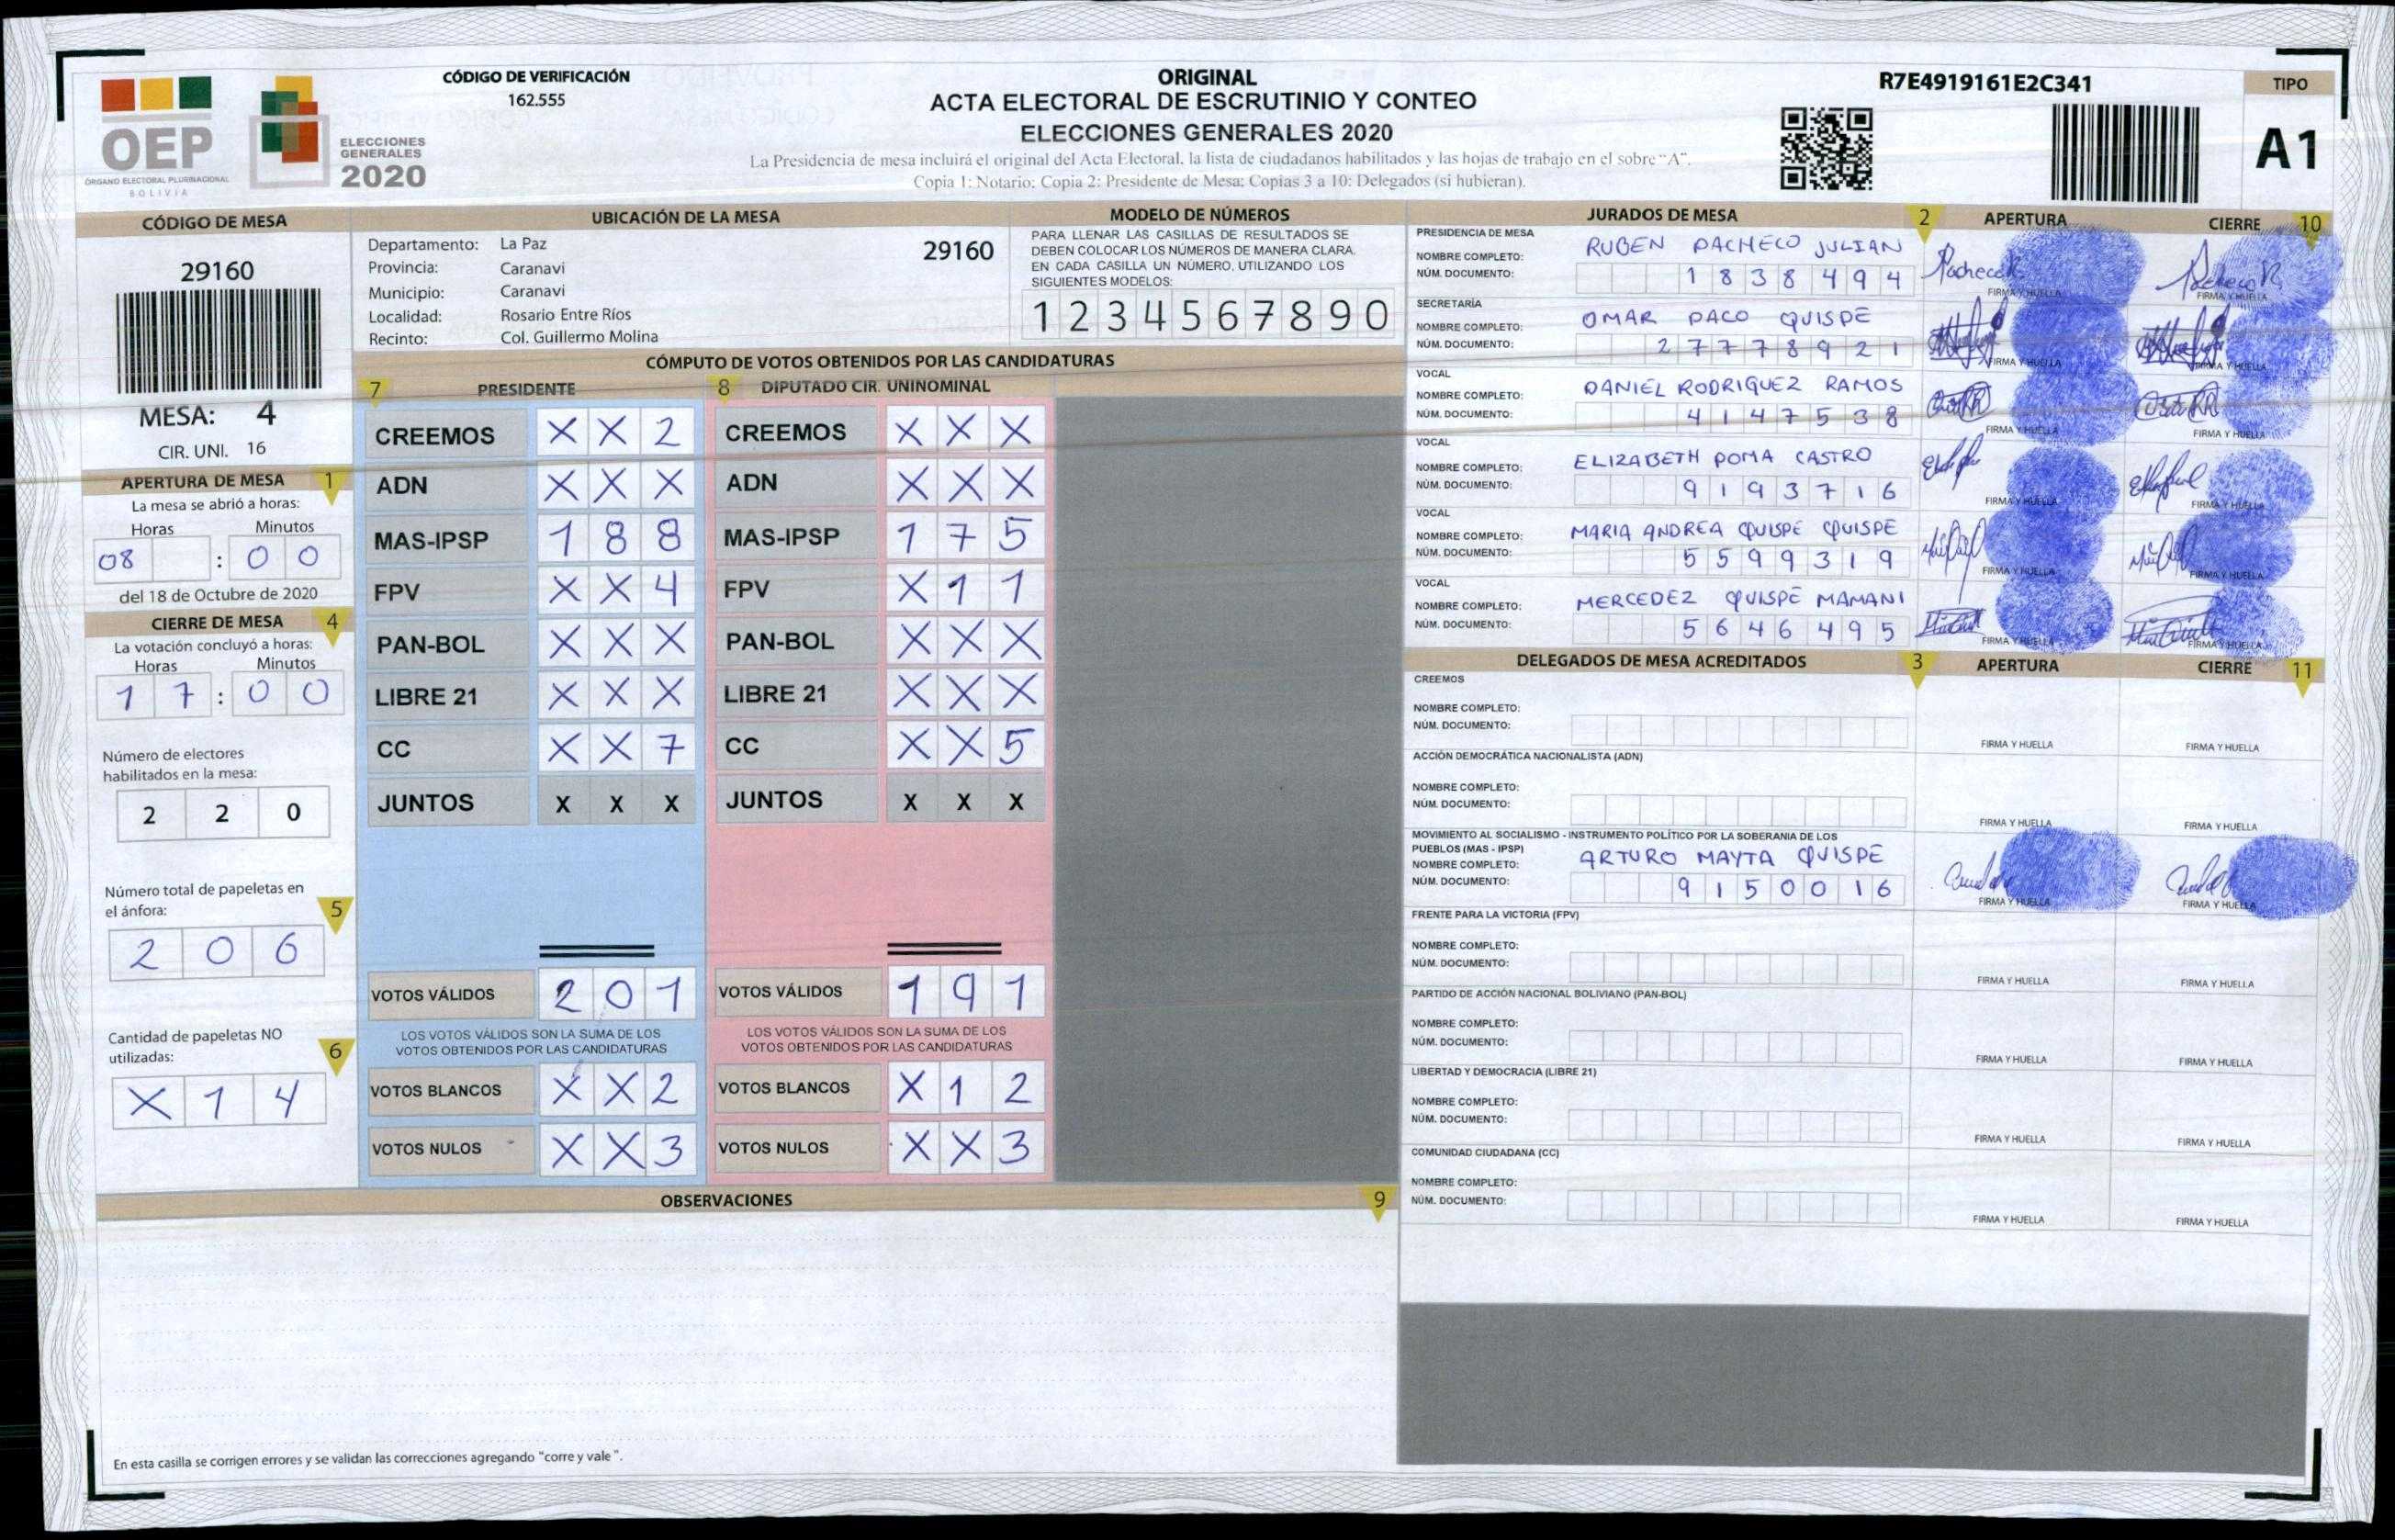 OEP
ÓRGANO ELECTORAL PLURINACIONAL
BOLIVIA
ELECCIONES
GENERALES
2020
CÓDIGO DE VERIFICACIÓN
162.555
ORIGINAL
ACTA ELECTORAL DE ESCRUTINIO Y CONTEO
ELECCIONES GENERALES 2020
La Presidencia de mesa incluirá el original del Acta Electoral, la lista de ciudadanos habilitados y las hojas de trabajo en el sobre "A".
Copia 1: Notario; Copia 2: Presidente de Mesa; Copias 3 a 10: Delegados (si hubieran).
R7E4919161E2C341
TIPO
A1
CÓDIGO DE MESA
29160
MESA: 4
CIR. UNI. 16
APERTURA DE MESA 1
La mesa se abrió a horas:
Horas Minutos
08 : 0 0
del 18 de Octubre de 2020
CIERRE DE MESA 4
La votación concluyó a horas:
Horas Minutos
1 7 : 0 0
Número de electores
habilitados en la mesa:
2 2 0
Número total de papeletas en
el ánfora: 5
2 0 6
Cantidad de papeletas NO
utilizadas: 6
X 1 4
UBICACIÓN DE LA MESA
Departamento: La Paz 29160
Provincia: Caranavi
Municipio: Caranavi
Localidad: Rosario Entre Ríos
Recinto: Col. Guillermo Molina
MODELO DE NÚMEROS
PARA LLENAR LAS CASILLAS DE RESULTADOS SE
DEBEN COLOCAR LOS NÚMEROS DE MANERA CLARA.
EN CADA CASILLA UN NÚMERO, UTILIZANDO LOS
SIGUIENTES MODELOS:
1 2 3 4 5 6 7 8 9 0
CÓMPUTO DE VOTOS OBTENIDOS POR LAS CANDIDATURAS
7 PRESIDENTE 8 DIPUTADO CIR. UNINOMINAL
CREEMOS X X 2 CREEMOS X X X
ADN X X X ADN X X X
MAS-IPSP 1 8 8 MAS-IPSP 1 7 5
FPV X X 4 FPV X 1 1
PAN-BOL X X X PAN-BOL X X X
LIBRE 21 X X X LIBRE 21 X X X
CC X X 7 CC X X 5
JUNTOS X X X JUNTOS X X X
VOTOS VÁLIDOS 2 0 1 VOTOS VÁLIDOS 1 9 1
LOS VOTOS VÁLIDOS SON LA SUMA DE LOS LOS VOTOS VÁLIDOS SON LA SUMA DE LOS
VOTOS OBTENIDOS POR LAS CANDIDATURAS VOTOS OBTENIDOS POR LAS CANDIDATURAS
VOTOS BLANCOS X X 2 VOTOS BLANCOS X 1 2
VOTOS NULOS X X 3 VOTOS NULOS X X 3
OBSERVACIONES 9
En esta casilla se corrigen errores y se validan las correcciones agregando "corre y vale".
JURADOS DE MESA 2 APERTURA CIERRE 10
PRESIDENCIA DE MESA
NOMBRE COMPLETO: RUBEN PACHECO JULIAN
NÚM. DOCUMENTO: 1 8 3 8 4 9 4
Pacheco R. Pacheco R.
FIRMA Y HUELLA FIRMA Y HUELLA
SECRETARÍA
NOMBRE COMPLETO: OMAR PACO QUISPE
NÚM. DOCUMENTO: 2 7 7 7 8 9 2 1
FIRMA Y HUELLA FIRMA Y HUELLA
VOCAL
NOMBRE COMPLETO: DANIEL RODRIGUEZ RAMOS
NÚM. DOCUMENTO: 4 1 4 7 5 3 8
FIRMA Y HUELLA FIRMA Y HUELLA
VOCAL
NOMBRE COMPLETO: ELIZABETH POMA CASTRO
NÚM. DOCUMENTO: 9 1 9 3 7 1 6
FIRMA Y HUELLA FIRMA Y HUELLA
VOCAL
NOMBRE COMPLETO: MARIA ANDREA QUISPE QUISPE
NÚM. DOCUMENTO: 5 5 9 9 3 1 9
FIRMA Y HUELLA FIRMA Y HUELLA
VOCAL
NOMBRE COMPLETO: MERCEDEZ QUISPE MAMANI
NÚM. DOCUMENTO: 5 6 4 6 4 9 5
FIRMA Y HUELLA FIRMA Y HUELLA
DELEGADOS DE MESA ACREDITADOS 3 APERTURA CIERRE 11
CREEMOS
NOMBRE COMPLETO:
NÚM. DOCUMENTO:
FIRMA Y HUELLA FIRMA Y HUELLA
ACCIÓN DEMOCRÁTICA NACIONALISTA (ADN)
NOMBRE COMPLETO:
NÚM. DOCUMENTO:
FIRMA Y HUELLA FIRMA Y HUELLA
MOVIMIENTO AL SOCIALISMO - INSTRUMENTO POLÍTICO POR LA SOBERANIA DE LOS
PUEBLOS (MAS - IPSP)
NOMBRE COMPLETO: ARTURO MAYTA QUISPE
NÚM. DOCUMENTO: 9 1 5 0 0 1 6
FIRMA Y HUELLA FIRMA Y HUELLA
FRENTE PARA LA VICTORIA (FPV)
NOMBRE COMPLETO:
NÚM. DOCUMENTO:
FIRMA Y HUELLA FIRMA Y HUELLA
PARTIDO DE ACCIÓN NACIONAL BOLIVIANO (PAN-BOL)
NOMBRE COMPLETO:
NÚM. DOCUMENTO:
FIRMA Y HUELLA FIRMA Y HUELLA
LIBERTAD Y DEMOCRACIA (LIBRE 21)
NOMBRE COMPLETO:
NÚM. DOCUMENTO:
FIRMA Y HUELLA FIRMA Y HUELLA
COMUNIDAD CIUDADANA (CC)
NOMBRE COMPLETO:
NÚM. DOCUMENTO:
FIRMA Y HUELLA FIRMA Y HUELLA